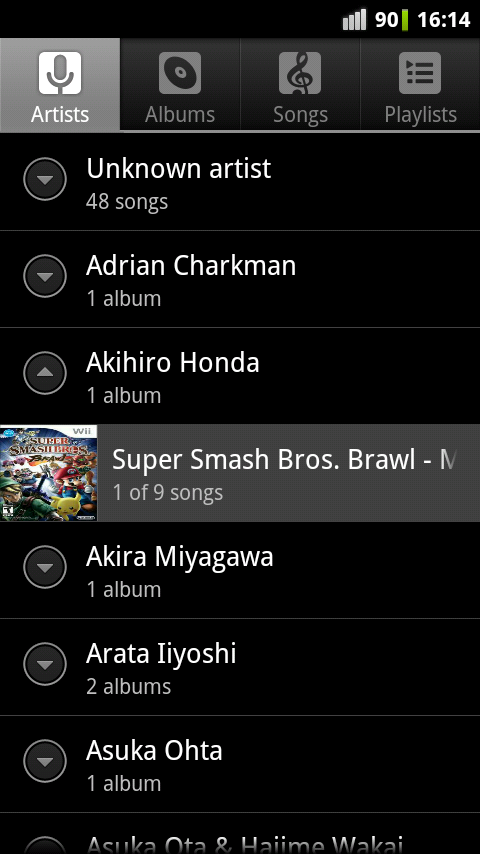 90 16:14
Artists Albums Songs Playlists
Unknown artist
48 songs
Adrian Charkman
1 album
Akihiro Honda
1 album
Wii
SUPER
SMASH BROS.
BRAWL
Super Smash Bros. Brawl - M
1 of 9 songs
Akira Miyagawa
1 album
Arata Iiyoshi
2 albums
Asuka Ohta
1 album
Asuka Ota & Hajime Wakai